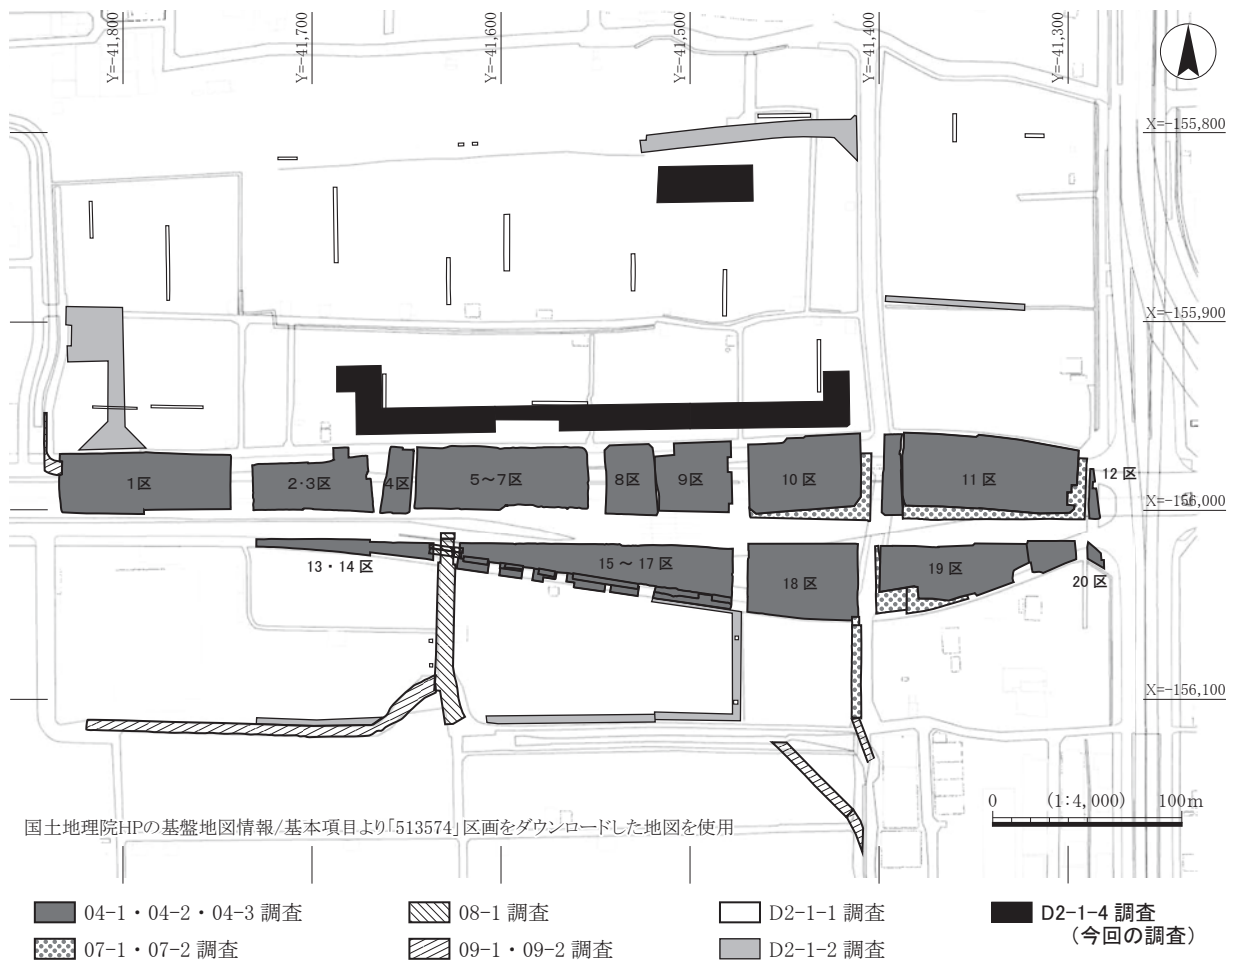 Y=-41,800
Y=-41,700
Y=-41,600
Y=-41,500
Y=-41,400
Y=-41,300
X=-155,800
X=-155,900
1区
2・3区
4区
5～7区
8区
9区
10区
11区
12区
X=-156,000
13・14区
15～17区
18区
19区
20区
X=-156,100
0 (1:4,000) 100m
国土地理院HPの基盤地図情報/基本項目より「513574」区画をダウンロードした地図を使用
04-1・04-2・04-3 調査
08-1 調査
D2-1-1 調査
D2-1-4 調査
（今回の調査）
07-1・07-2 調査
09-1・09-2 調査
D2-1-2 調査